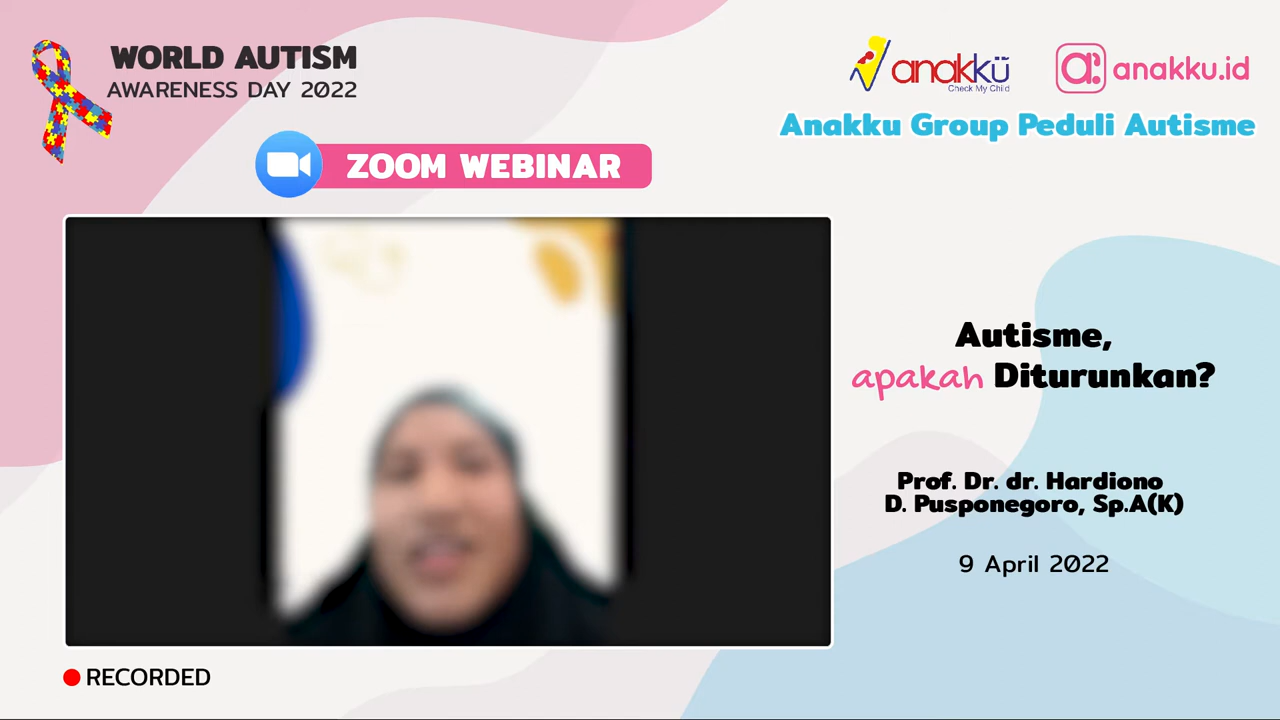 WORLD AUTISM
AWARENESS DAY 2022
anakkü
Check My Child
a: anakku.id
Anakku Group Peduli Autisme
ZOOM WEBINAR
Autisme,
apakah Diturunkan?
Prof. Dr. dr. Hardiono
D. Pusponegoro, Sp.A(K)
9 April 2022
RECORDED